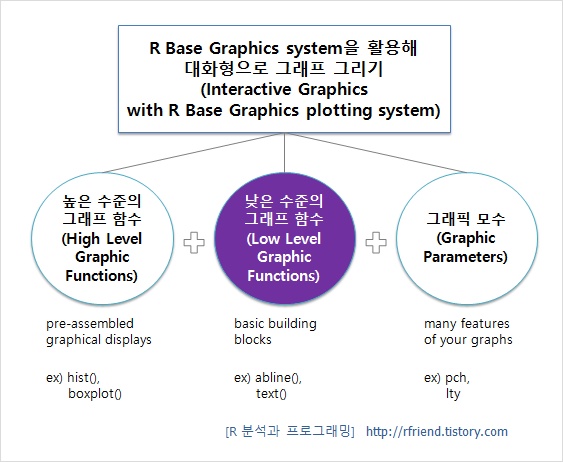 R Base Graphics system을 활용해
대화형으로 그래프 그리기
(Interactive Graphics
with R Base Graphics plotting system)
높은 수준의
그래프 함수
(High Level
Graphic
Functions)
낮은 수준의
그래프 함수
(Low Level
Graphic
Functions)
그래픽 모수
(Graphic
Parameters)
pre-assembled
graphical displays
ex) hist(),
boxplot()
basic building
blocks
ex) abline(),
text()
many features
of your graphs
ex) pch,
lty
[R 분석과 프로그래밍] http://rfriend.tistory.com